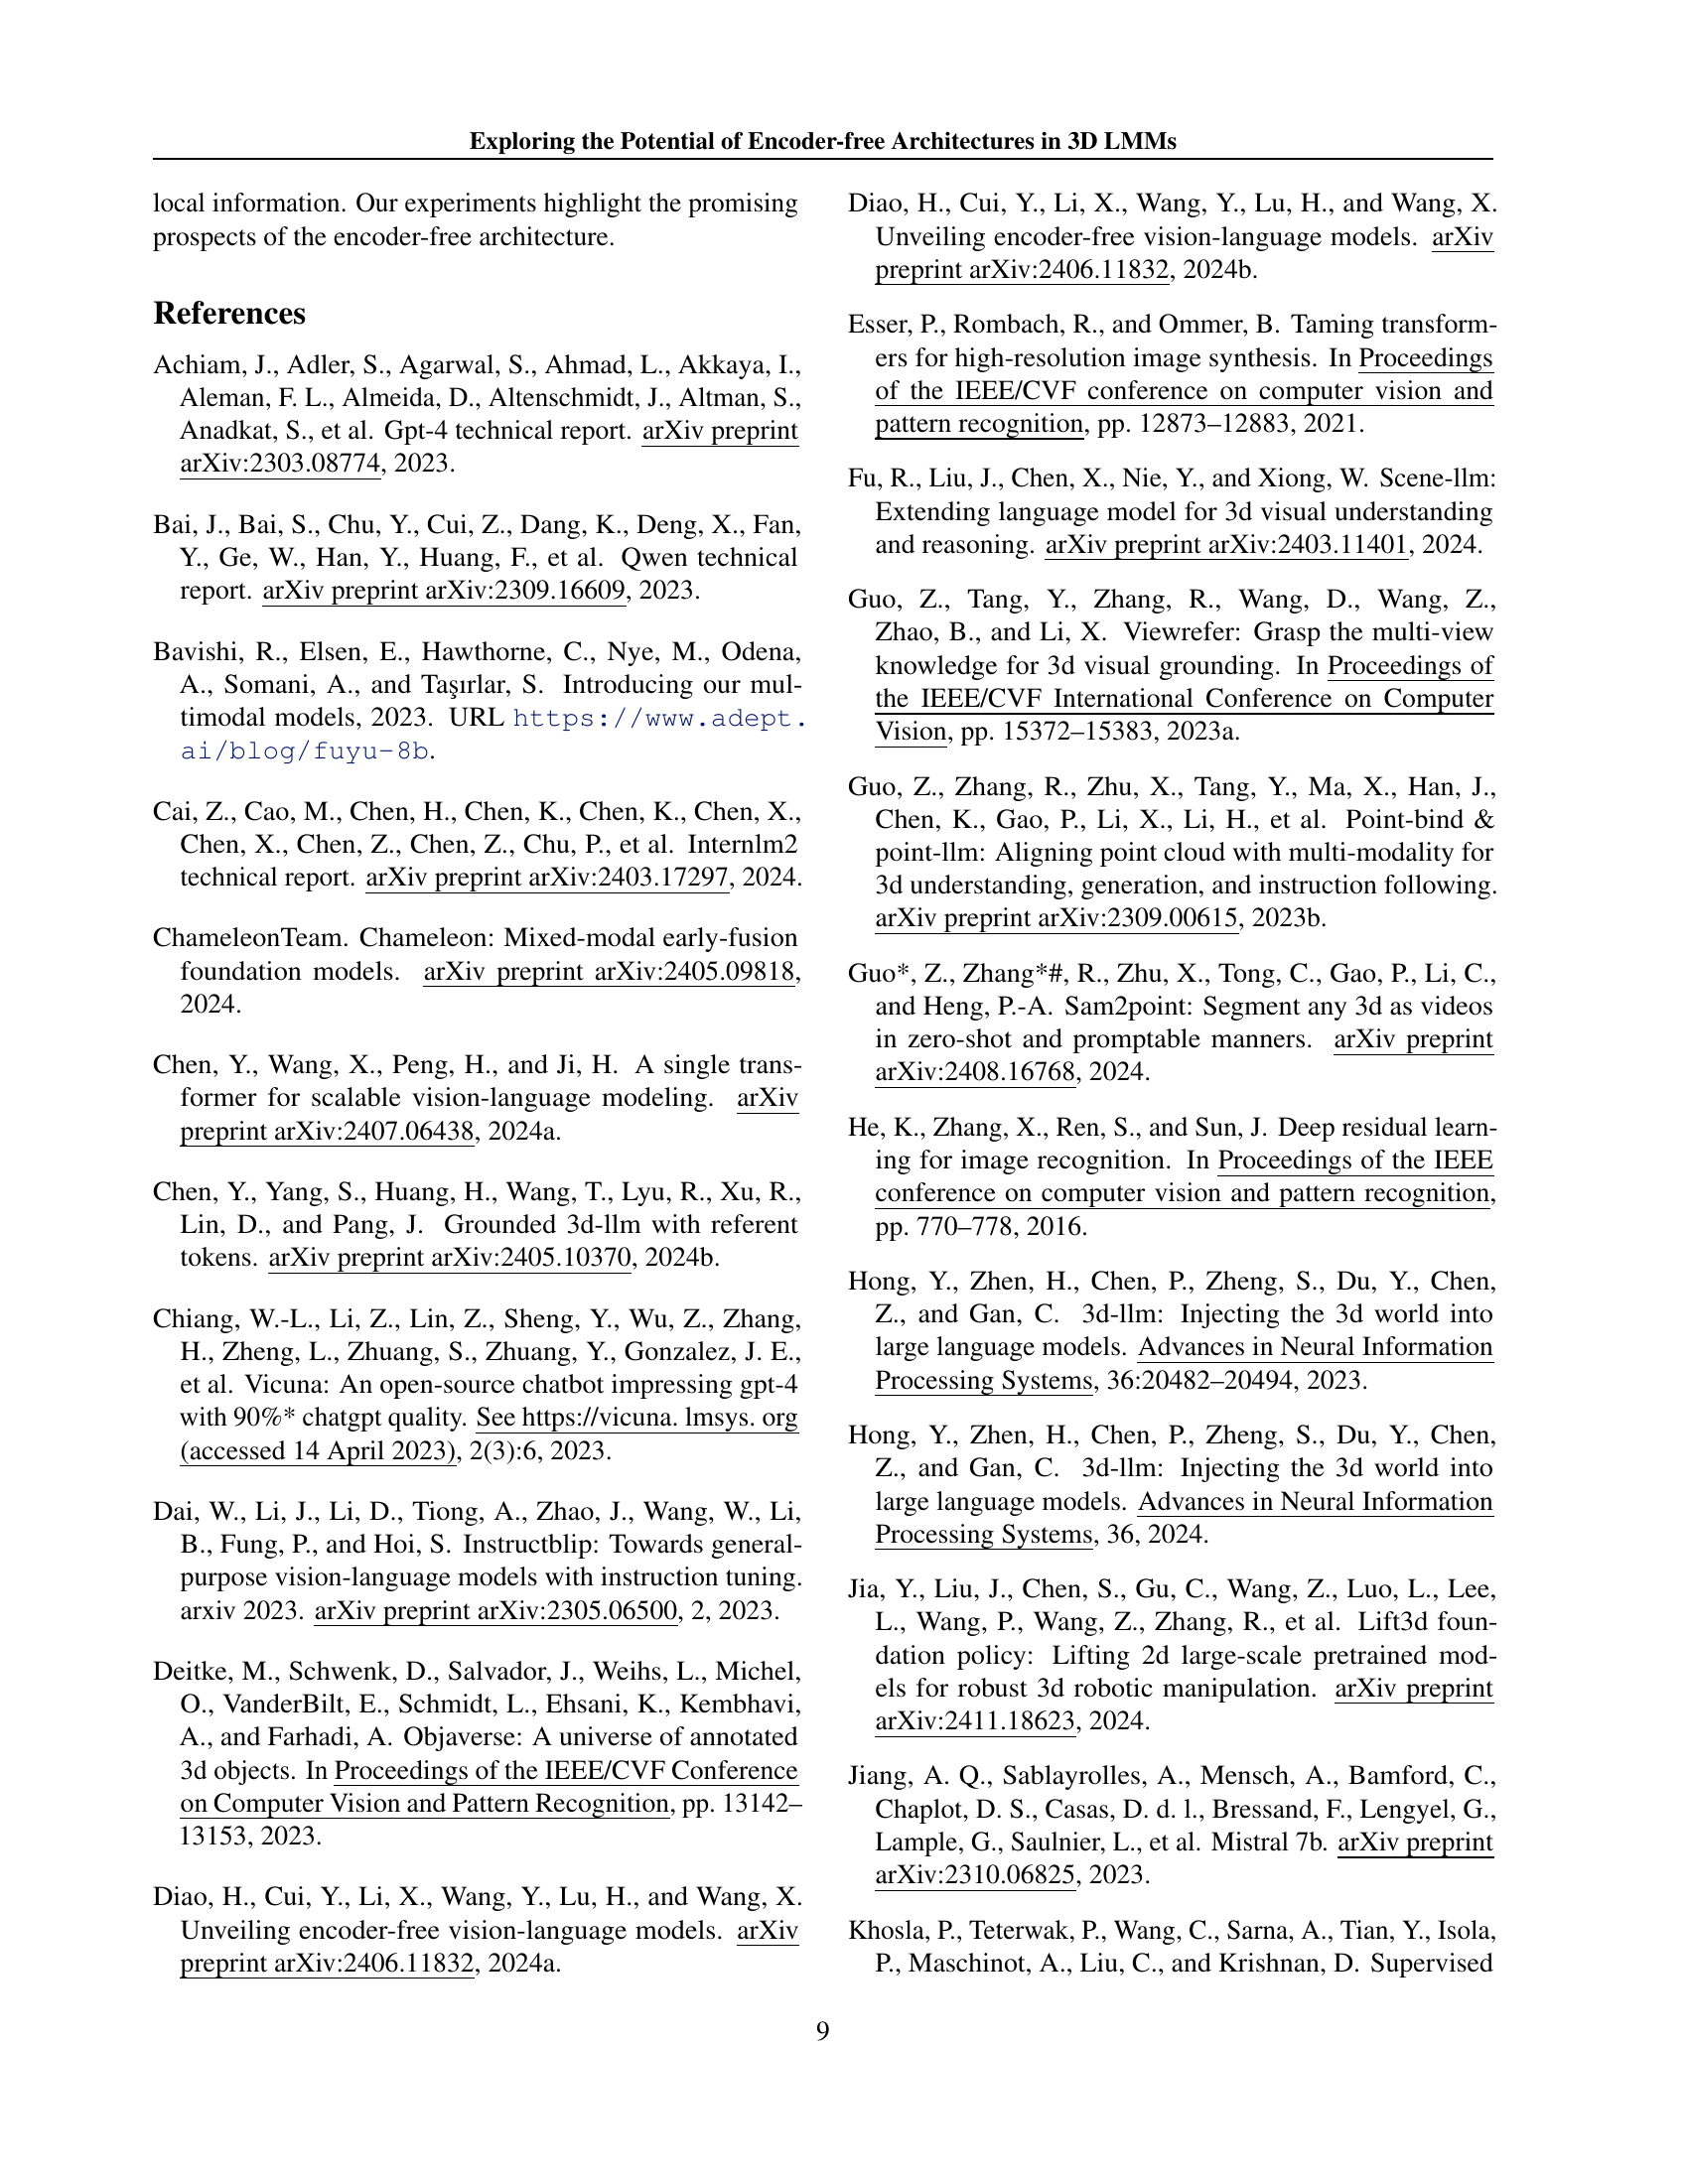 Exploring the Potential of Encoder-free Architectures in 3D LMMs
local information. Our experiments highlight the promising
prospects of the encoder-free architecture.
References
Achiam, J., Adler, S., Agarwal, S., Ahmad, L., Akkaya, I.,
Aleman, F. L., Almeida, D., Altenschmidt, J., Altman, S.,
Anadkat, S., et al. Gpt-4 technical report. arXiv preprint
arXiv:2303.08774, 2023.
Bai, J., Bai, S., Chu, Y., Cui, Z., Dang, K., Deng, X., Fan,
Y., Ge, W., Han, Y., Huang, F., et al. Qwen technical
report. arXiv preprint arXiv:2309.16609, 2023.
Bavishi, R., Elsen, E., Hawthorne, C., Nye, M., Odena,
A., Somani, A., and Taşırlar, S. Introducing our mul-
timodal models, 2023. URL https://www.adept.
ai/blog/fuyu-8b.
Cai, Z., Cao, M., Chen, H., Chen, K., Chen, K., Chen, X.,
Chen, X., Chen, Z., Chen, Z., Chu, P., et al. Internlm2
technical report. arXiv preprint arXiv:2403.17297, 2024.
ChameleonTeam. Chameleon: Mixed-modal early-fusion
foundation models. arXiv preprint arXiv:2405.09818,
2024.
Chen, Y., Wang, X., Peng, H., and Ji, H. A single trans-
former for scalable vision-language modeling. arXiv
preprint arXiv:2407.06438, 2024a.
Chen, Y., Yang, S., Huang, H., Wang, T., Lyu, R., Xu, R.,
Lin, D., and Pang, J. Grounded 3d-llm with referent
tokens. arXiv preprint arXiv:2405.10370, 2024b.
Chiang, W.-L., Li, Z., Lin, Z., Sheng, Y., Wu, Z., Zhang,
H., Zheng, L., Zhuang, S., Zhuang, Y., Gonzalez, J. E.,
et al. Vicuna: An open-source chatbot impressing gpt-4
with 90%* chatgpt quality. See https://vicuna. lmsys. org
(accessed 14 April 2023), 2(3):6, 2023.
Dai, W., Li, J., Li, D., Tiong, A., Zhao, J., Wang, W., Li,
B., Fung, P., and Hoi, S. Instructblip: Towards general-
purpose vision-language models with instruction tuning.
arxiv 2023. arXiv preprint arXiv:2305.06500, 2, 2023.
Deitke, M., Schwenk, D., Salvador, J., Weihs, L., Michel,
O., VanderBilt, E., Schmidt, L., Ehsani, K., Kembhavi,
A., and Farhadi, A. Objaverse: A universe of annotated
3d objects. In Proceedings of the IEEE/CVF Conference
on Computer Vision and Pattern Recognition, pp. 13142–
13153, 2023.
Diao, H., Cui, Y., Li, X., Wang, Y., Lu, H., and Wang, X.
Unveiling encoder-free vision-language models. arXiv
preprint arXiv:2406.11832, 2024a.
Diao, H., Cui, Y., Li, X., Wang, Y., Lu, H., and Wang, X.
Unveiling encoder-free vision-language models. arXiv
preprint arXiv:2406.11832, 2024b.
Esser, P., Rombach, R., and Ommer, B. Taming transform-
ers for high-resolution image synthesis. In Proceedings
of the IEEE/CVF conference on computer vision and
pattern recognition, pp. 12873–12883, 2021.
Fu, R., Liu, J., Chen, X., Nie, Y., and Xiong, W. Scene-llm:
Extending language model for 3d visual understanding
and reasoning. arXiv preprint arXiv:2403.11401, 2024.
Guo, Z., Tang, Y., Zhang, R., Wang, D., Wang, Z.,
Zhao, B., and Li, X. Viewrefer: Grasp the multi-view
knowledge for 3d visual grounding. In Proceedings of
the IEEE/CVF International Conference on Computer
Vision, pp. 15372–15383, 2023a.
Guo, Z., Zhang, R., Zhu, X., Tang, Y., Ma, X., Han, J.,
Chen, K., Gao, P., Li, X., Li, H., et al. Point-bind &
point-llm: Aligning point cloud with multi-modality for
3d understanding, generation, and instruction following.
arXiv preprint arXiv:2309.00615, 2023b.
Guo*, Z., Zhang*#, R., Zhu, X., Tong, C., Gao, P., Li, C.,
and Heng, P.-A. Sam2point: Segment any 3d as videos
in zero-shot and promptable manners. arXiv preprint
arXiv:2408.16768, 2024.
He, K., Zhang, X., Ren, S., and Sun, J. Deep residual learn-
ing for image recognition. In Proceedings of the IEEE
conference on computer vision and pattern recognition,
pp. 770–778, 2016.
Hong, Y., Zhen, H., Chen, P., Zheng, S., Du, Y., Chen,
Z., and Gan, C. 3d-llm: Injecting the 3d world into
large language models. Advances in Neural Information
Processing Systems, 36:20482–20494, 2023.
Hong, Y., Zhen, H., Chen, P., Zheng, S., Du, Y., Chen,
Z., and Gan, C. 3d-llm: Injecting the 3d world into
large language models. Advances in Neural Information
Processing Systems, 36, 2024.
Jia, Y., Liu, J., Chen, S., Gu, C., Wang, Z., Luo, L., Lee,
L., Wang, P., Wang, Z., Zhang, R., et al. Lift3d foun-
dation policy: Lifting 2d large-scale pretrained mod-
els for robust 3d robotic manipulation. arXiv preprint
arXiv:2411.18623, 2024.
Jiang, A. Q., Sablayrolles, A., Mensch, A., Bamford, C.,
Chaplot, D. S., Casas, D. d. l., Bressand, F., Lengyel, G.,
Lample, G., Saulnier, L., et al. Mistral 7b. arXiv preprint
arXiv:2310.06825, 2023.
Khosla, P., Teterwak, P., Wang, C., Sarna, A., Tian, Y., Isola,
P., Maschinot, A., Liu, C., and Krishnan, D. Supervised
9